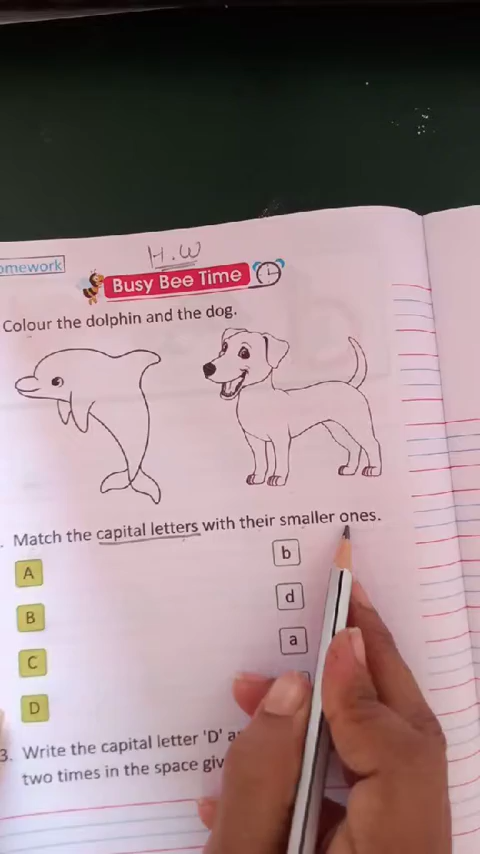 omework
H.W
Busy Bee Time
Colour the dolphin and the dog.
. Match the capital letters with their smaller ones.
A
b
B
d
C
a
D
3. Write the capital letter 'D' a
two times in the space giv